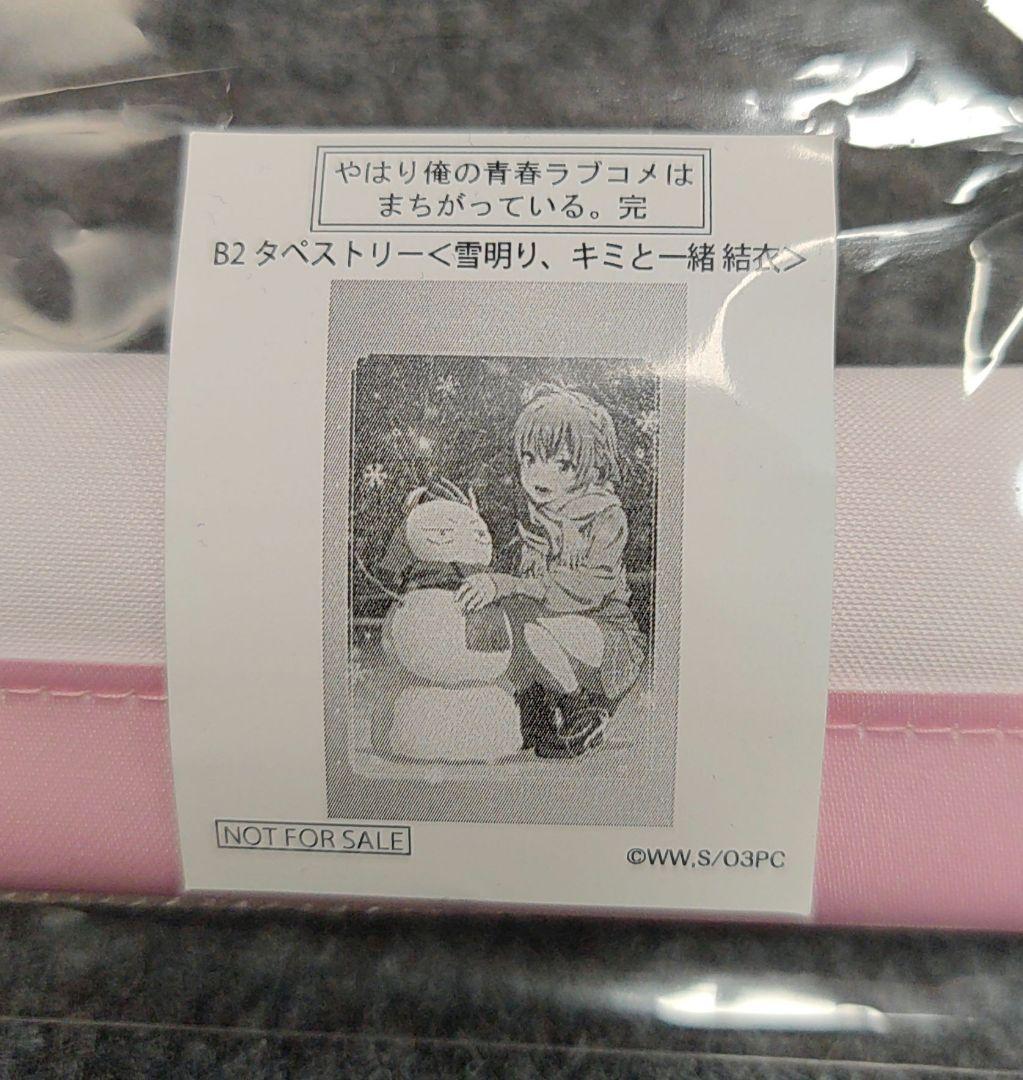 やはり俺の青春ラブコメは
まちがっている。完
B2 タペストリー＜雪明り、キミと一緒 結衣＞
NOT FOR SALE
©WW,S/03PC